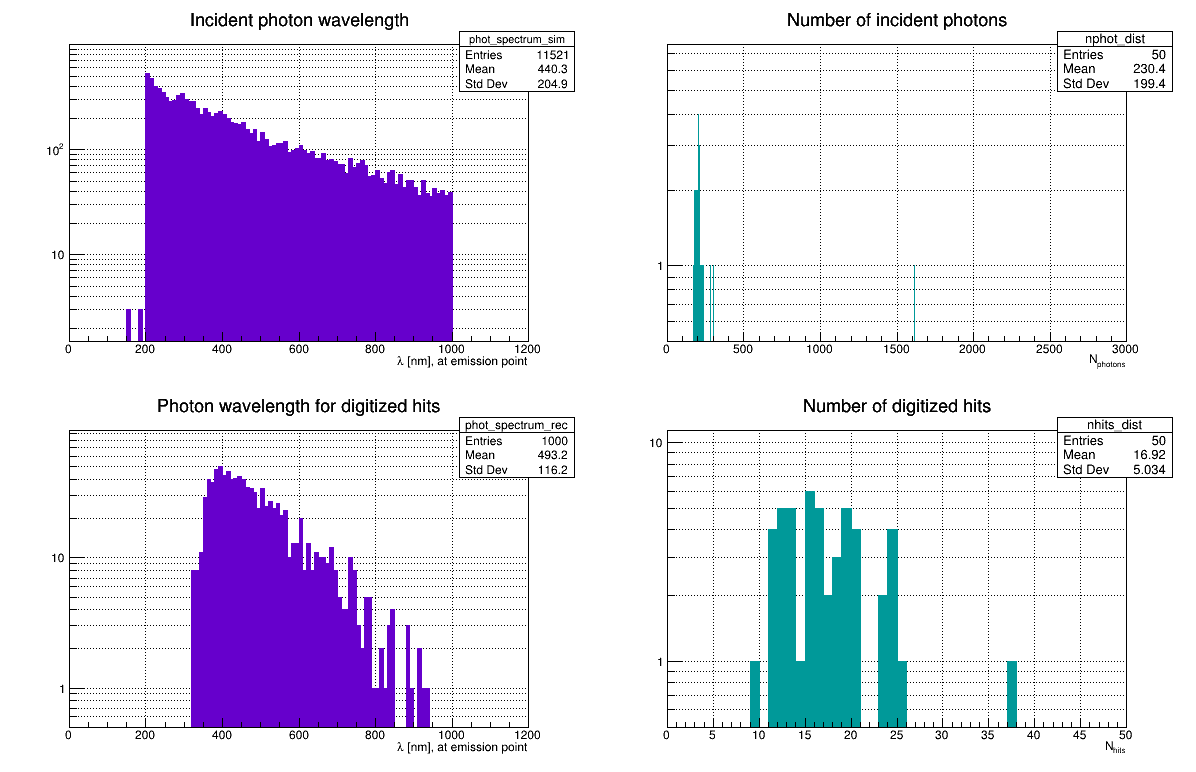 Incident photon wavelength
phot_spectrum_sim
Entries 11521
Mean 440.3
Std Dev 204.9
10²
10
0 200 400 600 800 1000 1200
λ [nm], at emission point
Number of incident photons
nphot_dist
Entries 50
Mean 230.4
Std Dev 199.4
1
0 500 1000 1500 2000 2500 3000
Nphotons
Photon wavelength for digitized hits
phot_spectrum_rec
Entries 1000
Mean 493.2
Std Dev 116.2
10
1
0 200 400 600 800 1000 1200
λ [nm], at emission point
Number of digitized hits
nhits_dist
Entries 50
Mean 16.92
Std Dev 5.034
10
1
0 5 10 15 20 25 30 35 40 45 50
Nhits